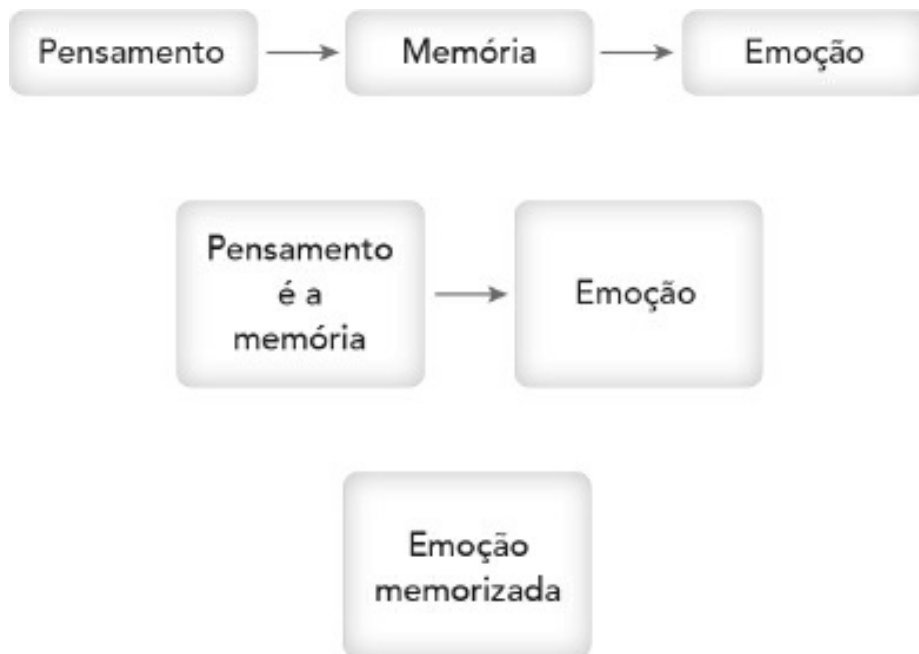 Pensamento Memória Emoção
Pensamento
é a
memória
Emoção
Emoção
memorizada